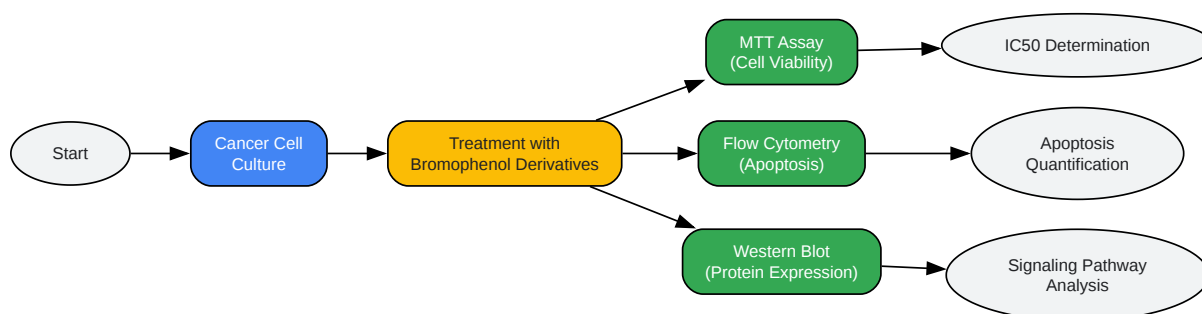 Start
Cancer Cell
Culture
Treatment with
Bromophenol Derivatives
MTT Assay
(Cell Viability)
IC50 Determination
Flow Cytometry
(Apoptosis)
Apoptosis
Quantification
Western Blot
(Protein Expression)
Signaling Pathway
Analysis